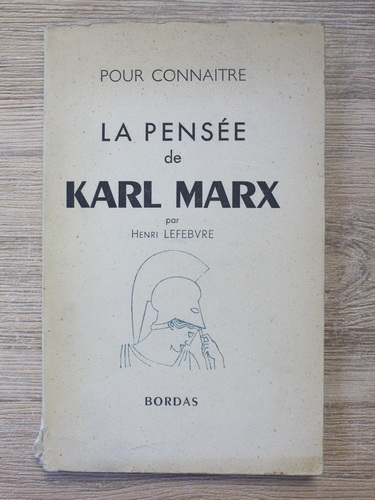 POUR CONNAITRE
LA PENSÉE
de
KARL MARX
par
HENRI LEFEBVRE
BORDAS